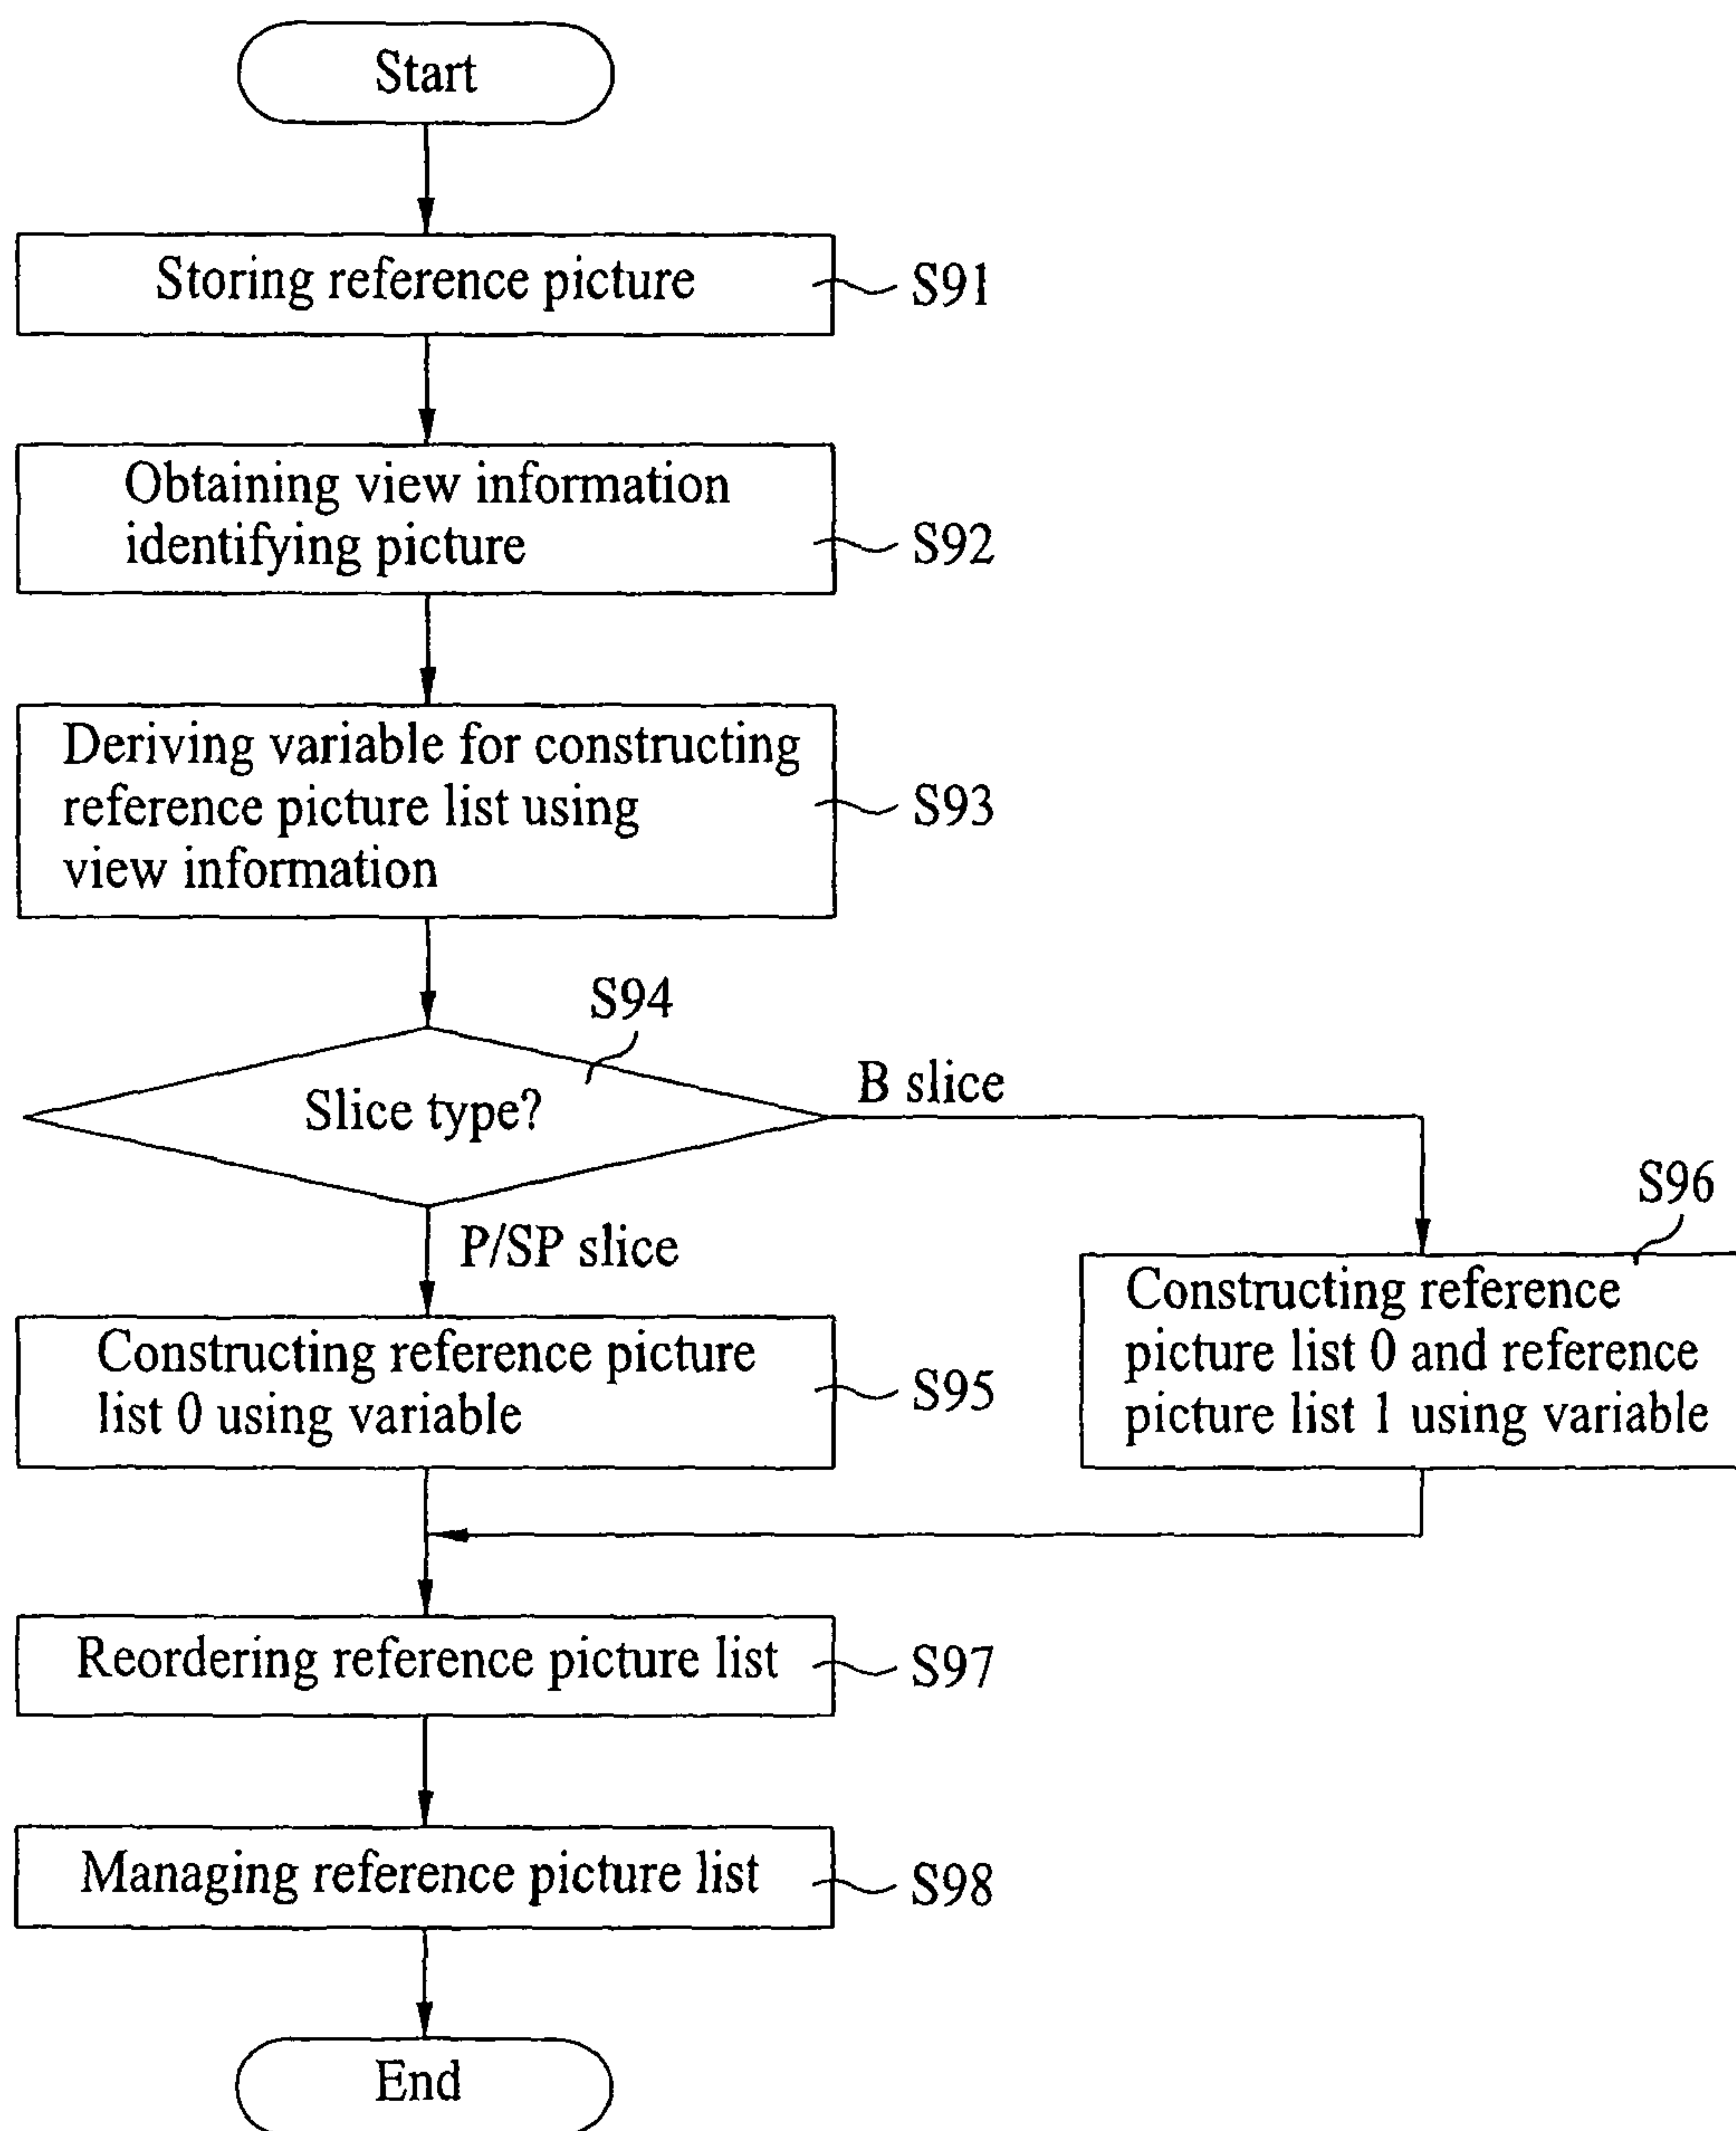 Start
Storing reference picture
S91
Obtaining view information
identifying picture
S92
Deriving variable for constructing
reference picture list using
view information
S93
S94
Slice type?
B slice
P/SP slice
S96
Constructing reference
picture list 0 and reference
picture list 1 using variable
Constructing reference picture
list 0 using variable
S95
Reordering reference picture list
S97
Managing reference picture list
S98
End